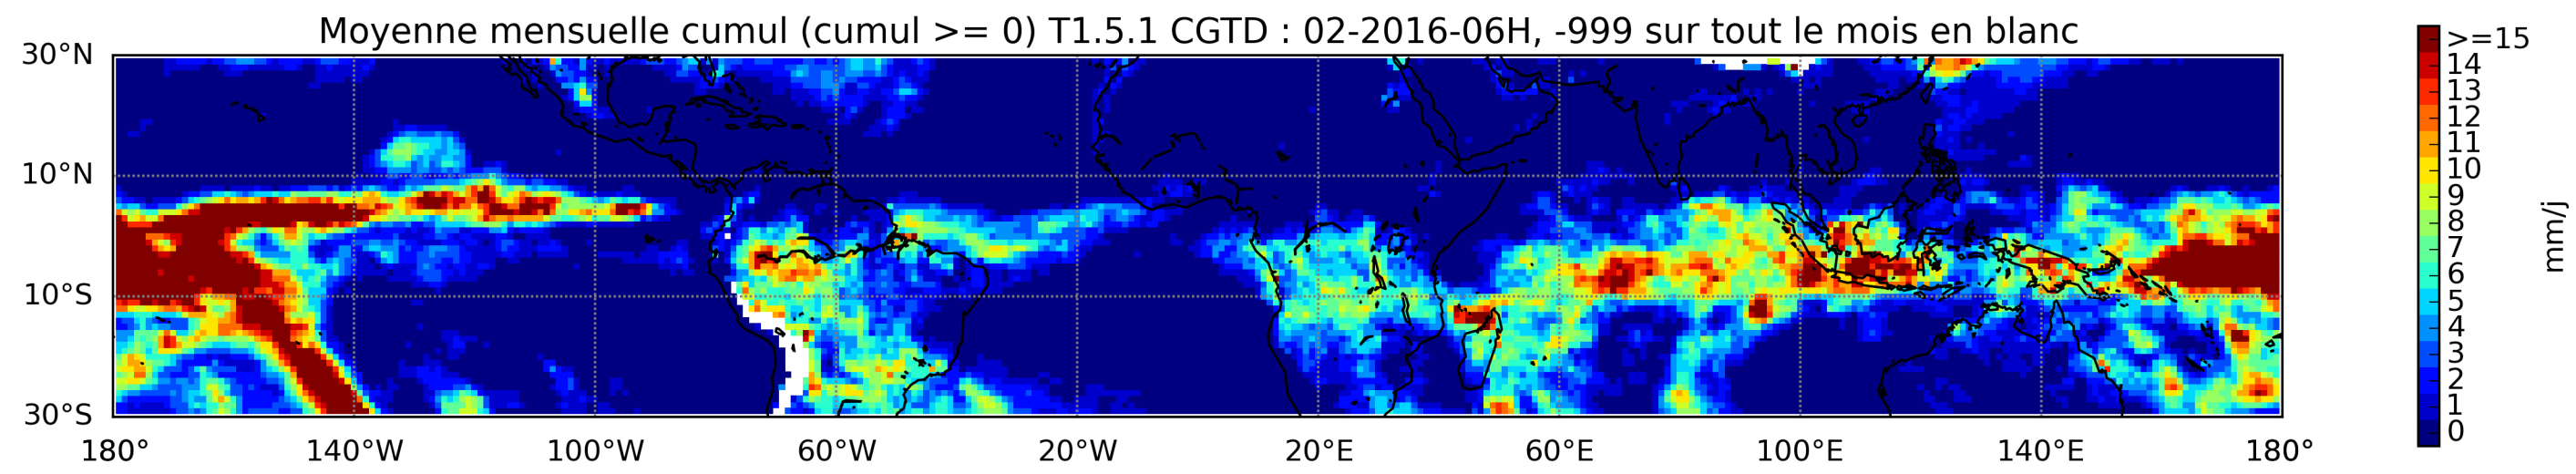 Moyenne mensuelle cumul (cumul >= 0) T1.5.1 CGTD : 02-2016-06H, -999 sur tout le mois en blanc
30°N
10°N
10°S
30°S
180° 140°W 100°W 60°W 20°W 20°E 60°E 100°E 140°E 180°
>=15
14
13
12
11
10
9
8
7
6
5
4
3
2
1
0
mm/j